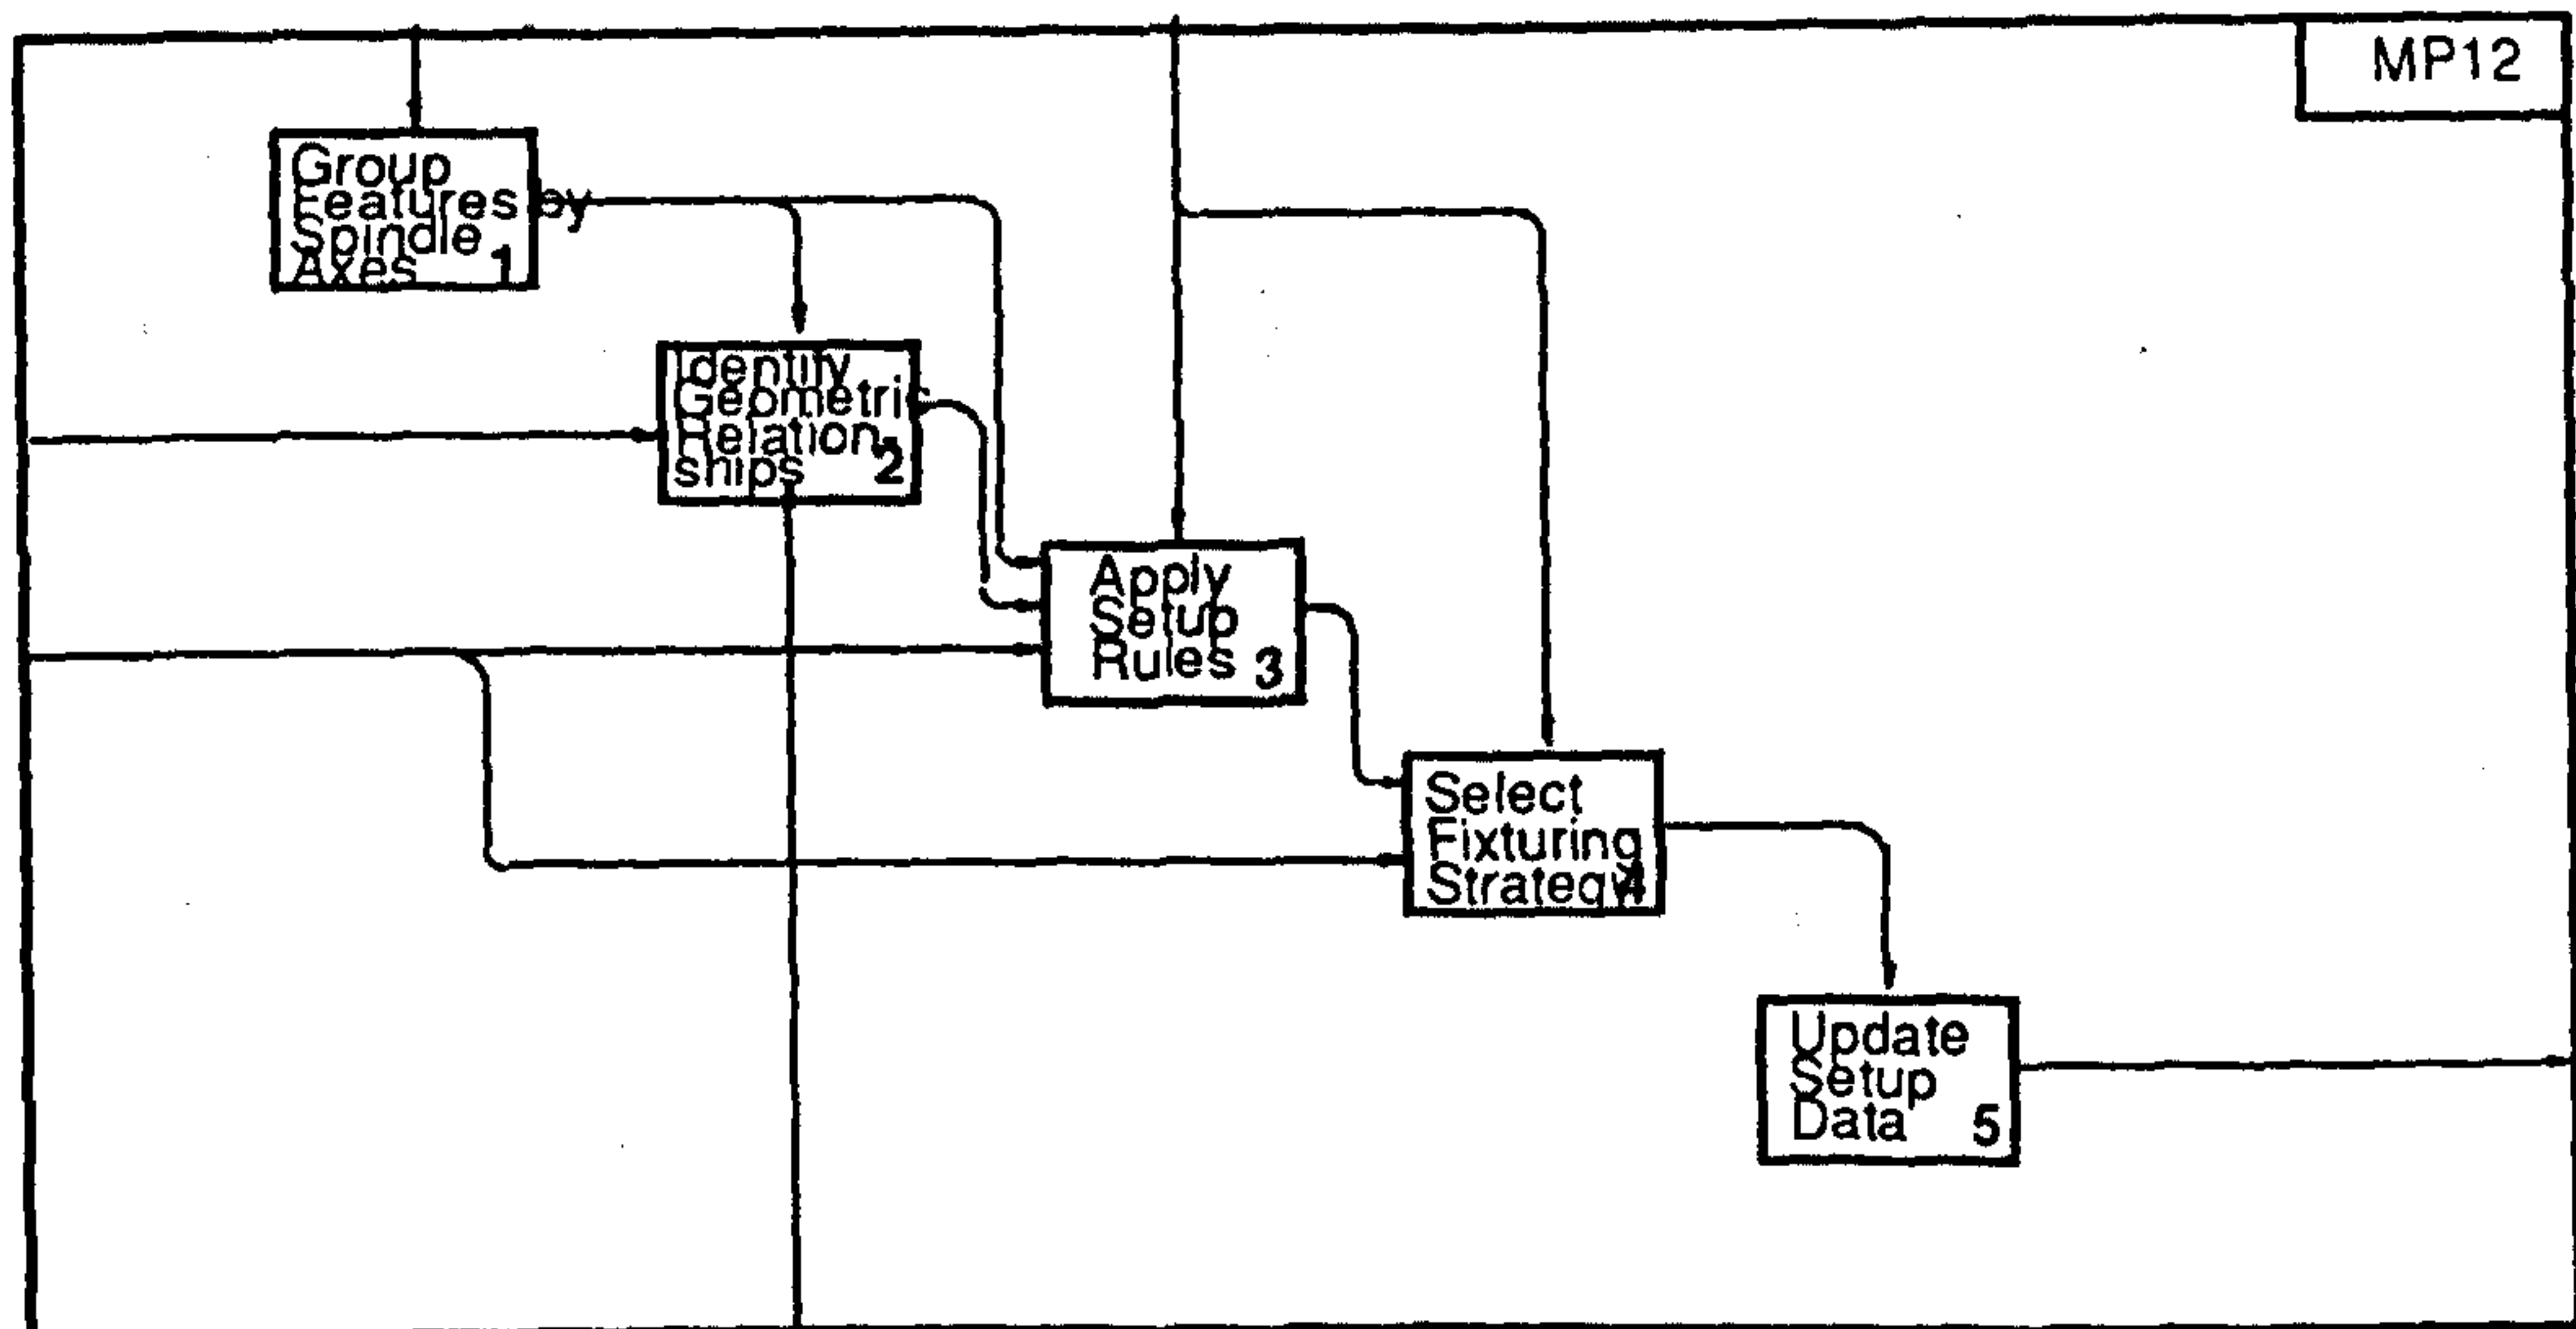 MP12
Group
Features by
Spindle
Axes 1
Identify
Geometric
Relation-
ships 2
Apply
Setup
Rules 3
Select
Fixturing
Strategy 4
Update
Setup
Data 5